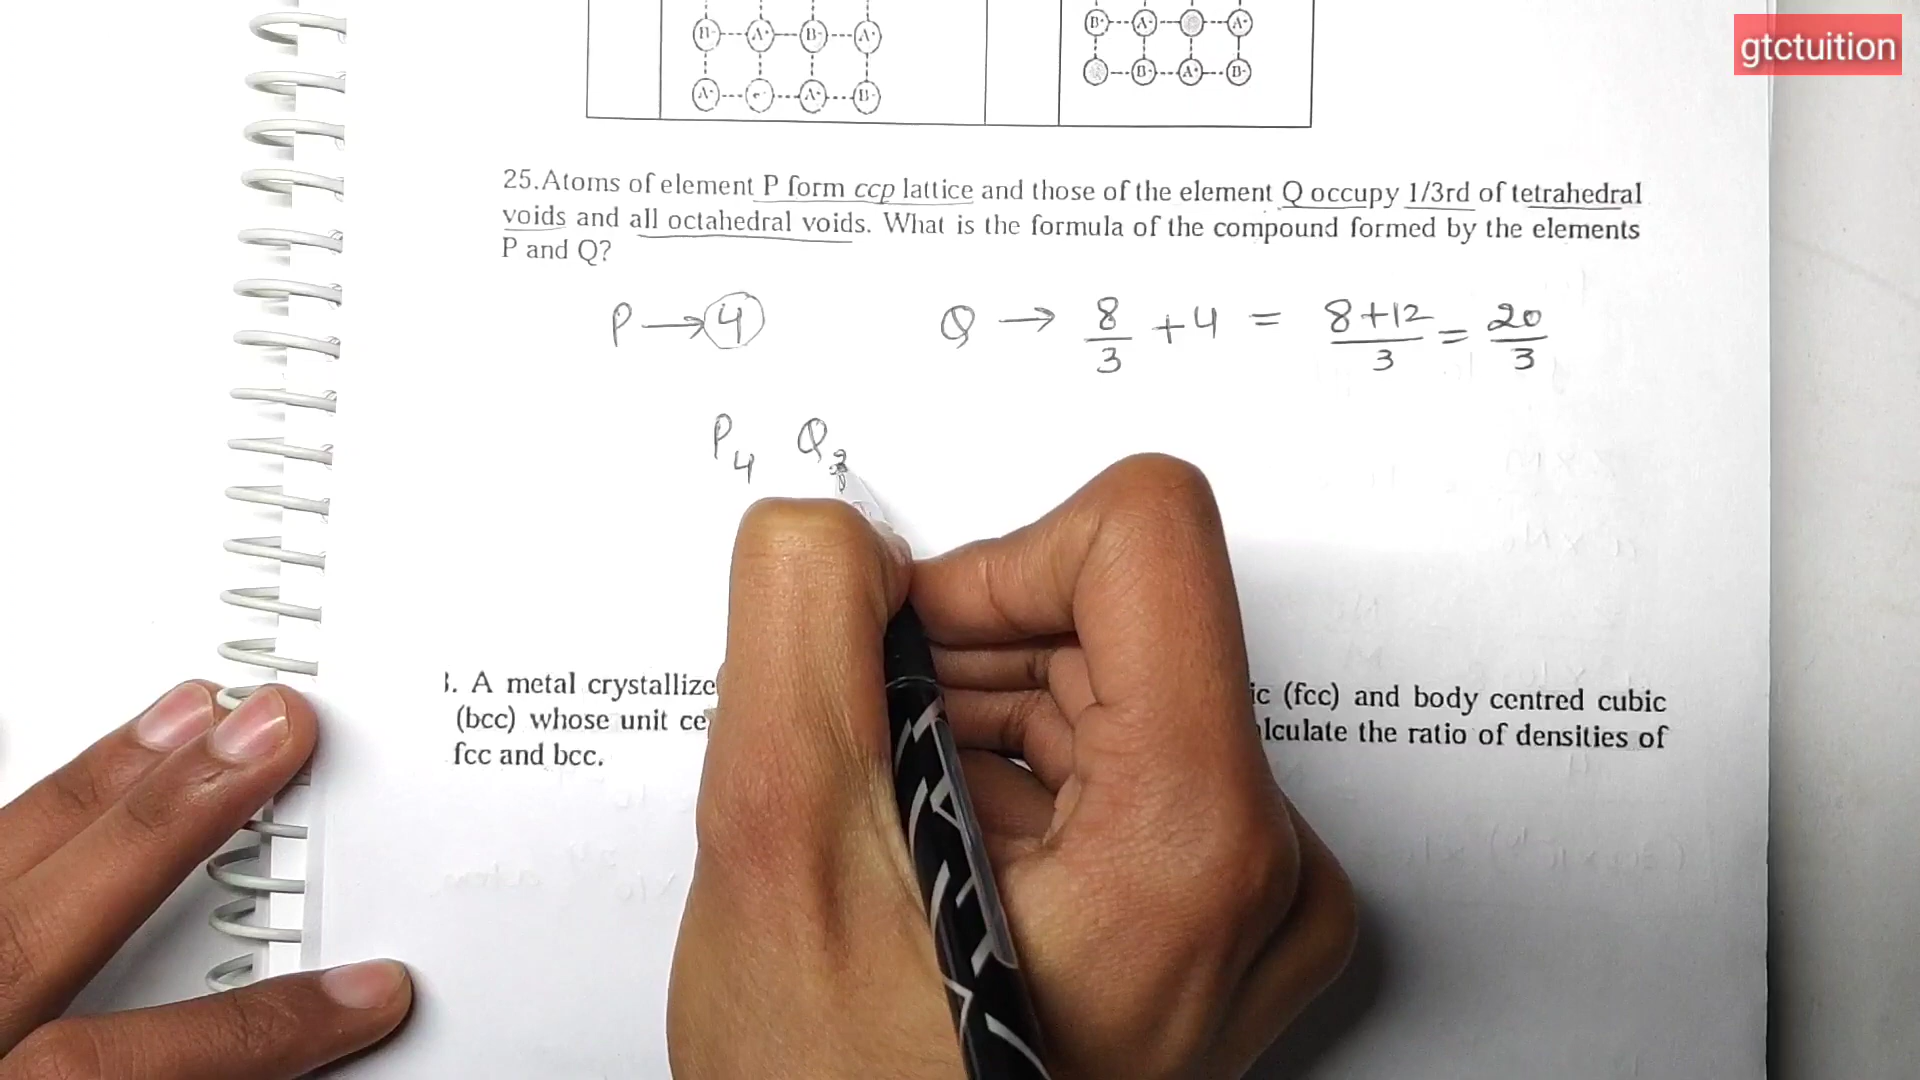 gtctuition
B- A+ B- A+
A+ e- A+ B-
A+ A+
B- A+ B-
25.Atoms of element P form ccp lattice and those of the element Q occupy 1/3rd of tetrahedral
voids and all octahedral voids. What is the formula of the compound formed by the elements
P and Q?
P → 4 Q → 8/3 + 4 = 8+12/3 = 20/3
P4 Q
. A metal crystallize ic (fcc) and body centred cubic
(bcc) whose unit ce lculate the ratio of densities of
fcc and bcc.